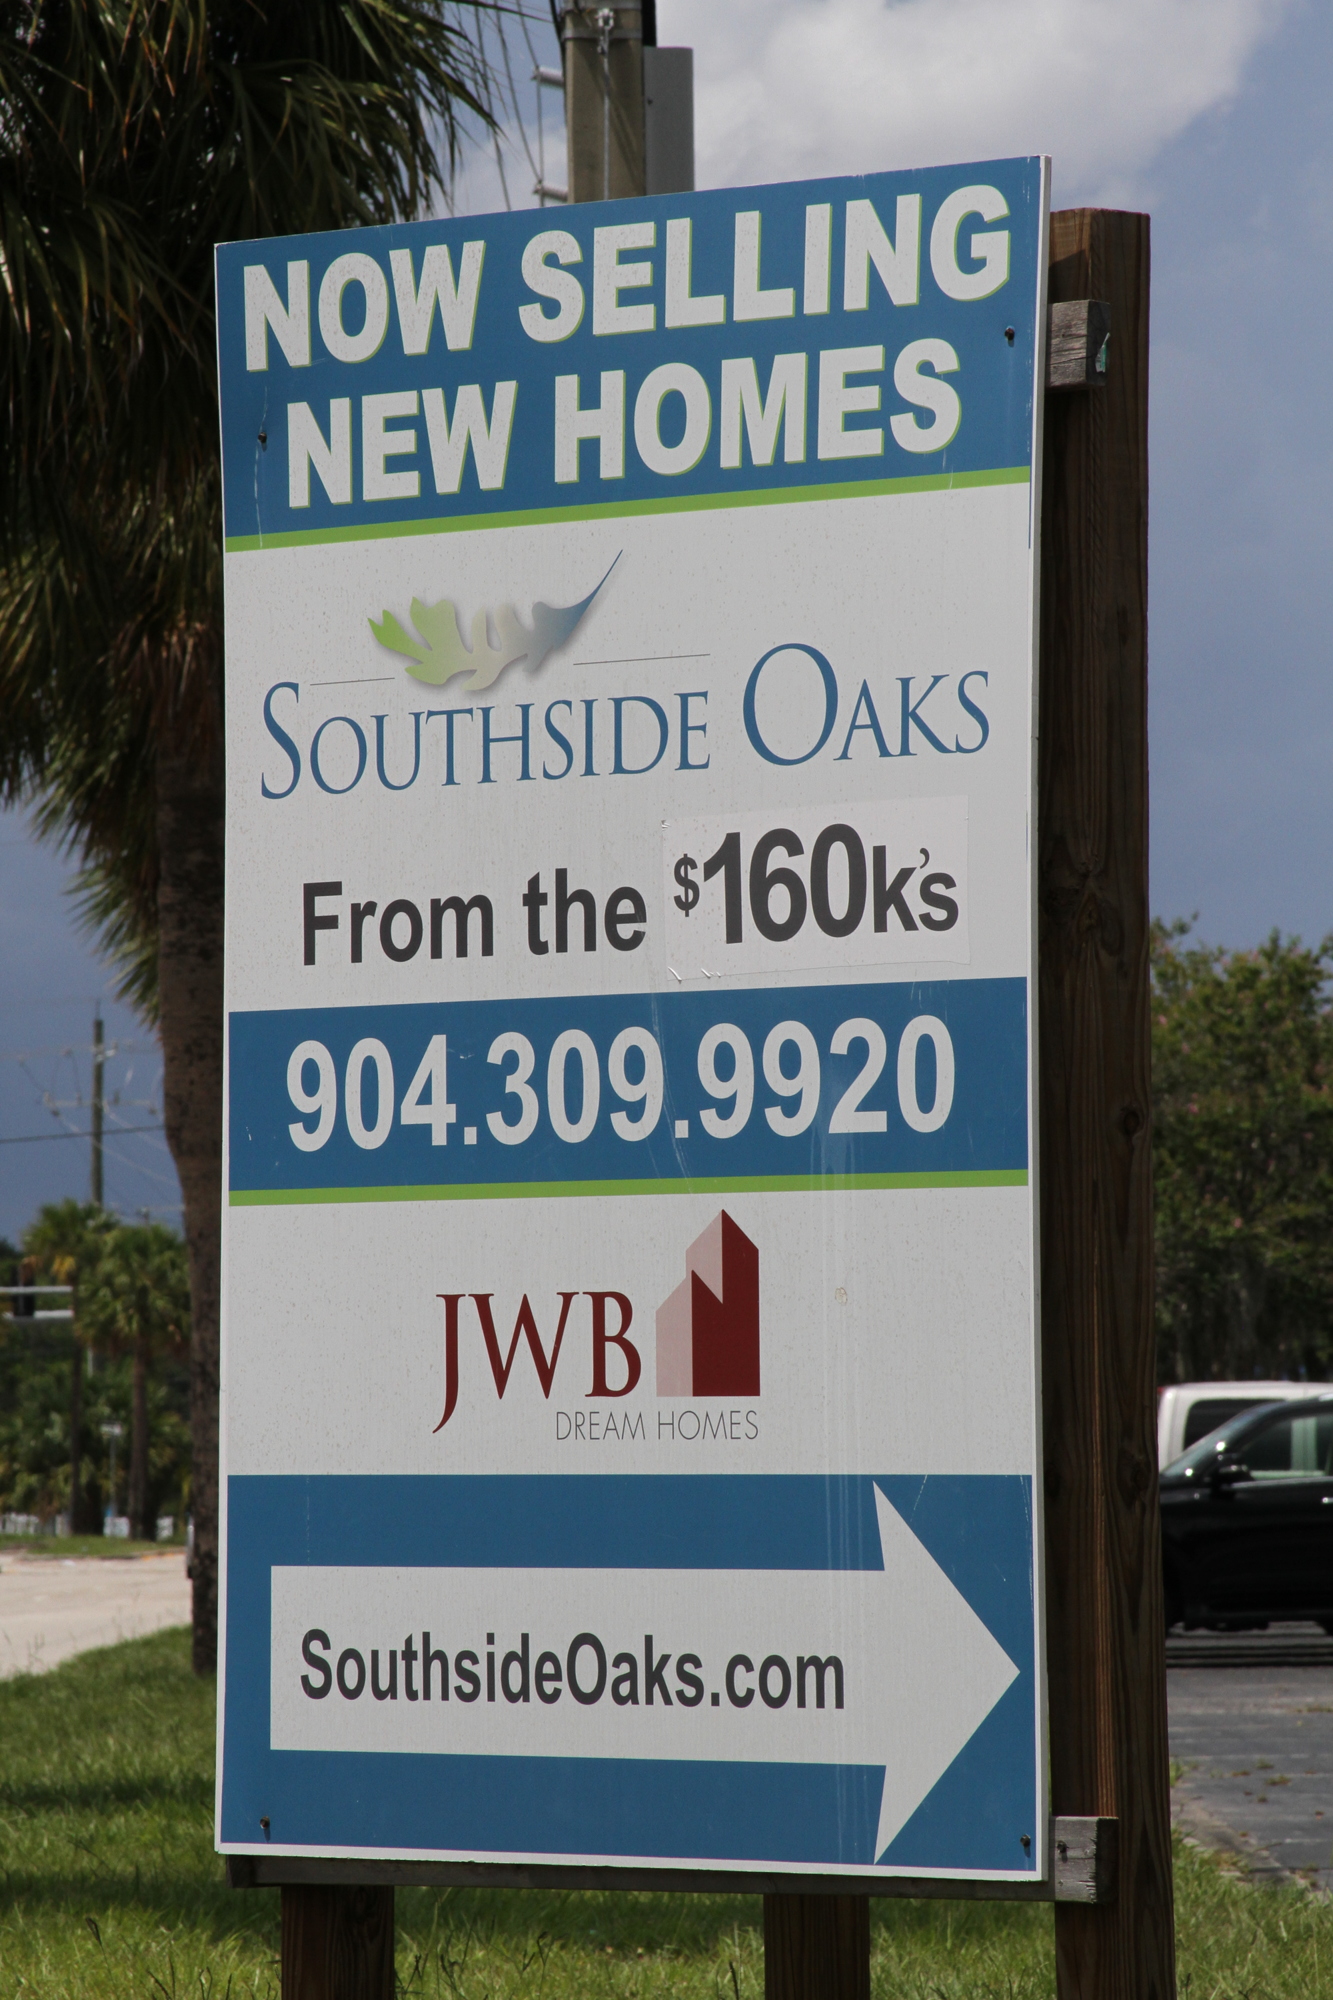 NOW SELLING
NEW HOMES
SOUTHSIDE OAKS
From the $160k's
904.309.9920
JWB
DREAM HOMES
SouthsideOaks.com